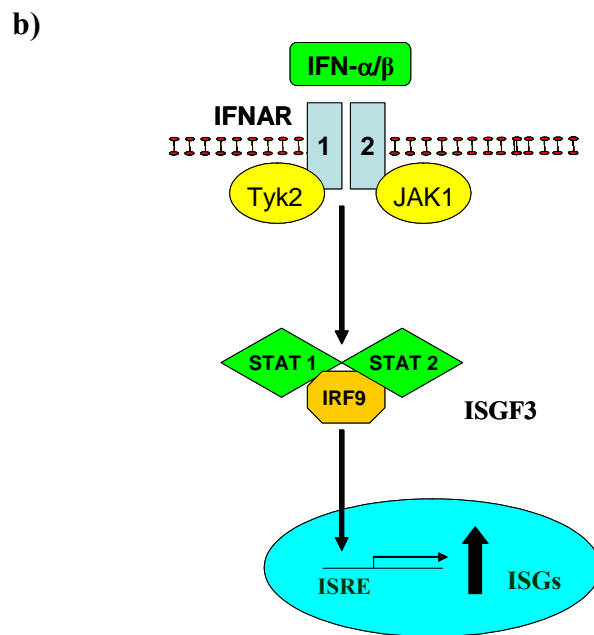 b)
IFN-α/β
IFNAR
1 2
Tyk2 JAK1
STAT 1 STAT 2
IRF9
ISGF3
ISRE
ISGs